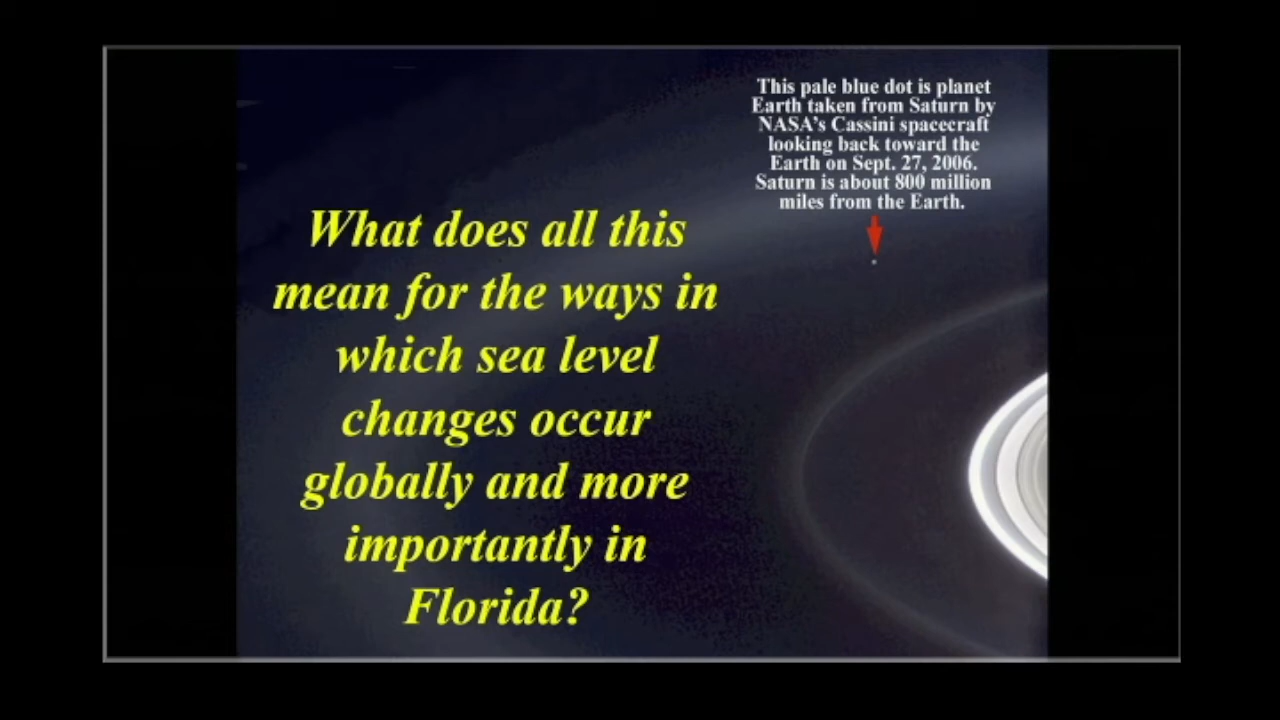 This pale blue dot is planet
Earth taken from Saturn by
NASA's Cassini spacecraft
looking back toward the
Earth on Sept. 27, 2006.
Saturn is about 800 million
miles from the Earth.
What does all this
mean for the ways in
which sea level
changes occur
globally and more
importantly in
Florida?